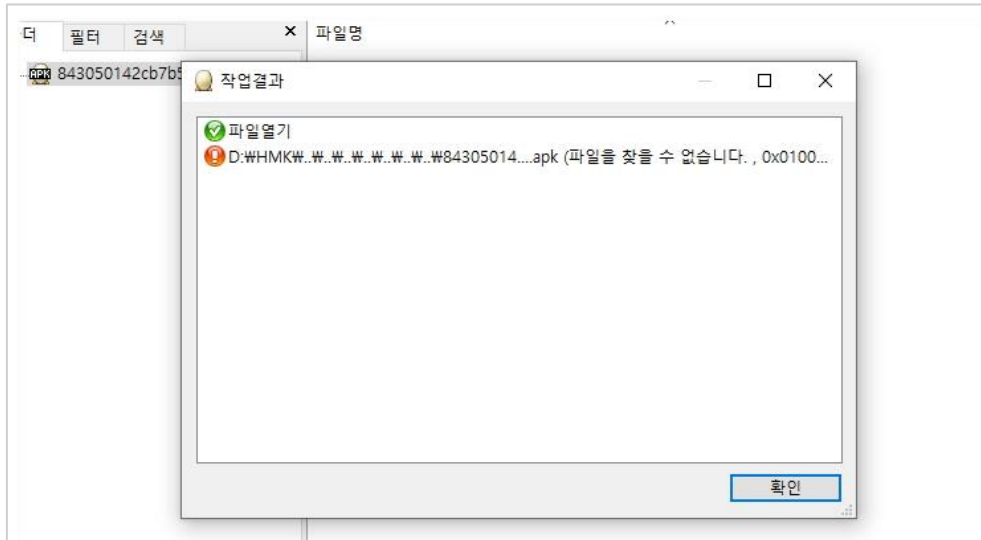 더 필터 검색 × 파일명
APK 843050142cb7b5
작업결과
파일열기
D:₩HMK₩..₩..₩..₩..₩..₩..₩..₩84305014....apk (파일을 찾을 수 없습니다. , 0x0100...
확인